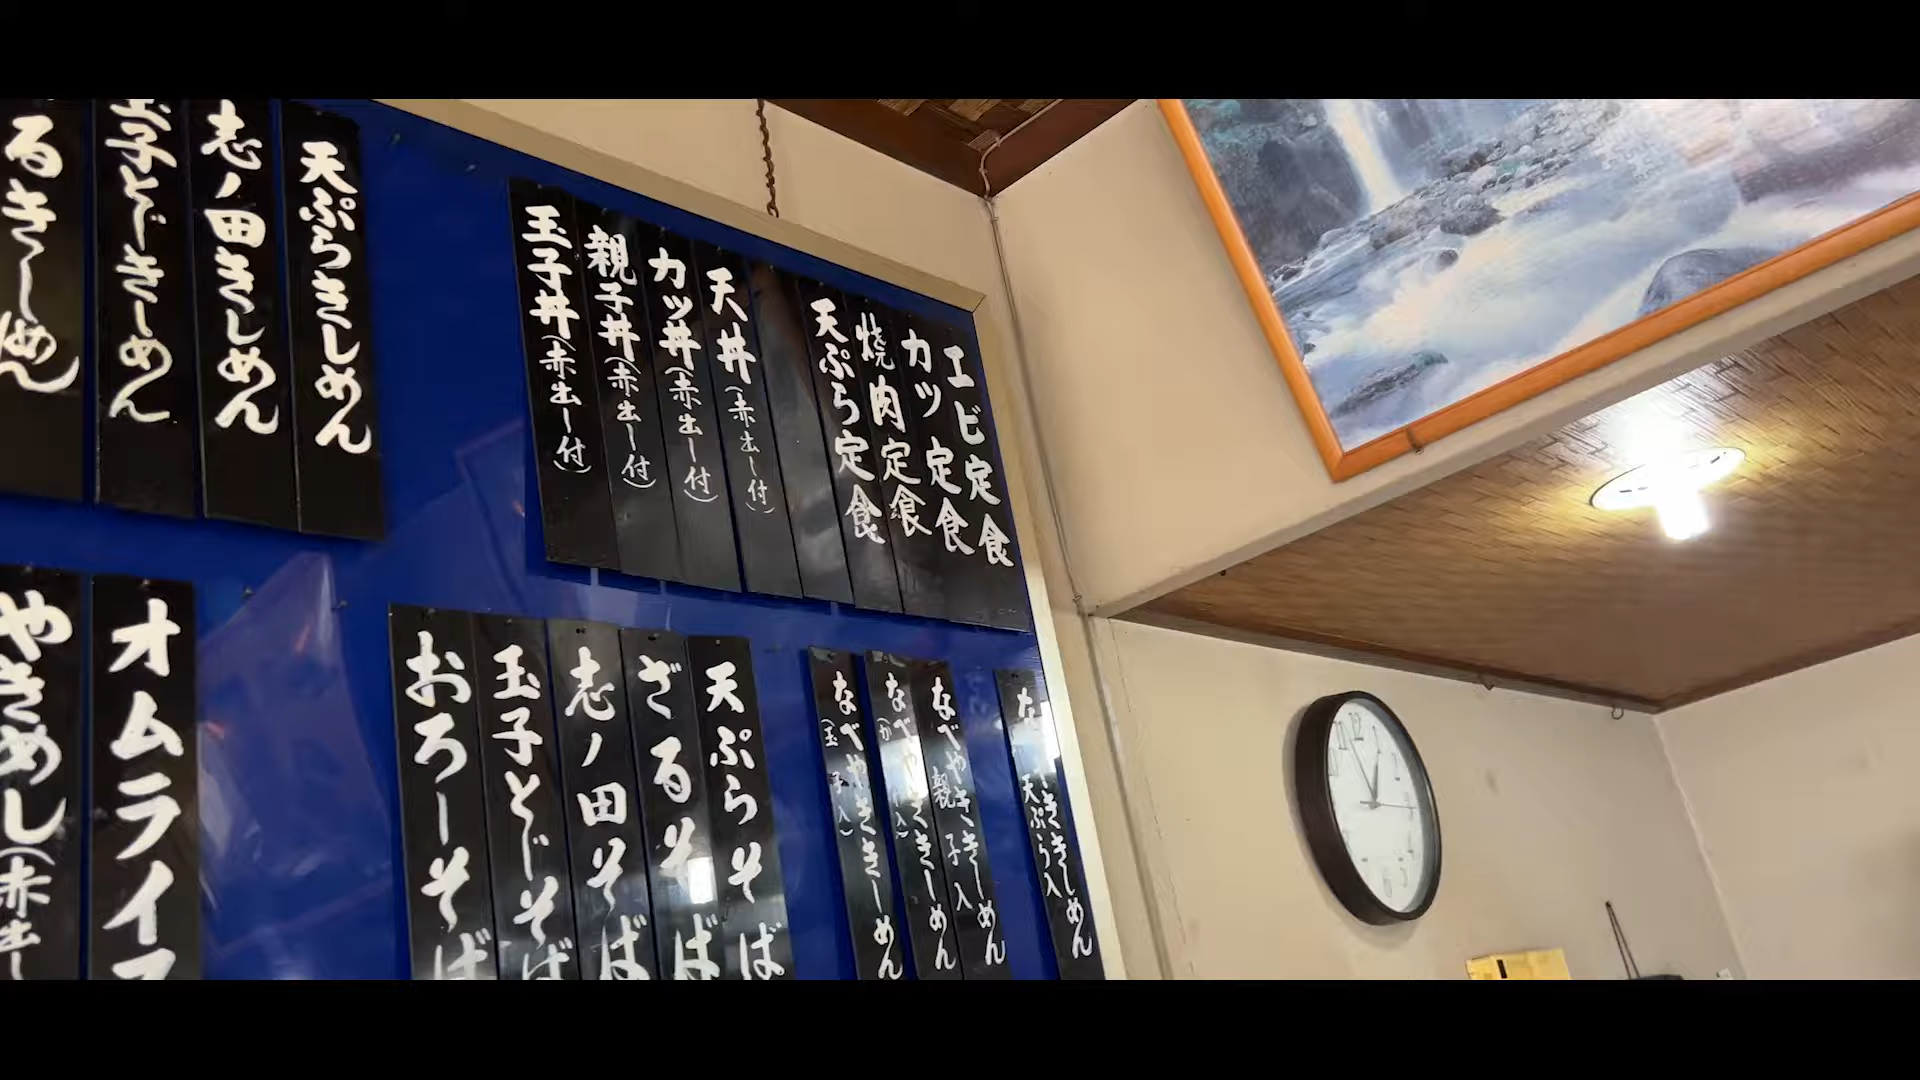 天ぷらきしめん
志ノ田きしめん
玉子とじきしめん
るきしめん
エビ定食
カツ定食
焼肉定食
天ぷら定食
天丼(赤出し付)
カツ丼(赤出し付)
親子丼(赤出し付)
玉子丼(赤出し付)
オムライス
やきめし(赤出し
なべやききしめん
天ぷら入
なべやききしめん
親子入
なべやききしめん
なべやききしめん
(玉子入)
天ぷらそば
ざるそば
志ノ田そば
玉子とじそば
おろしそば
11
12
1